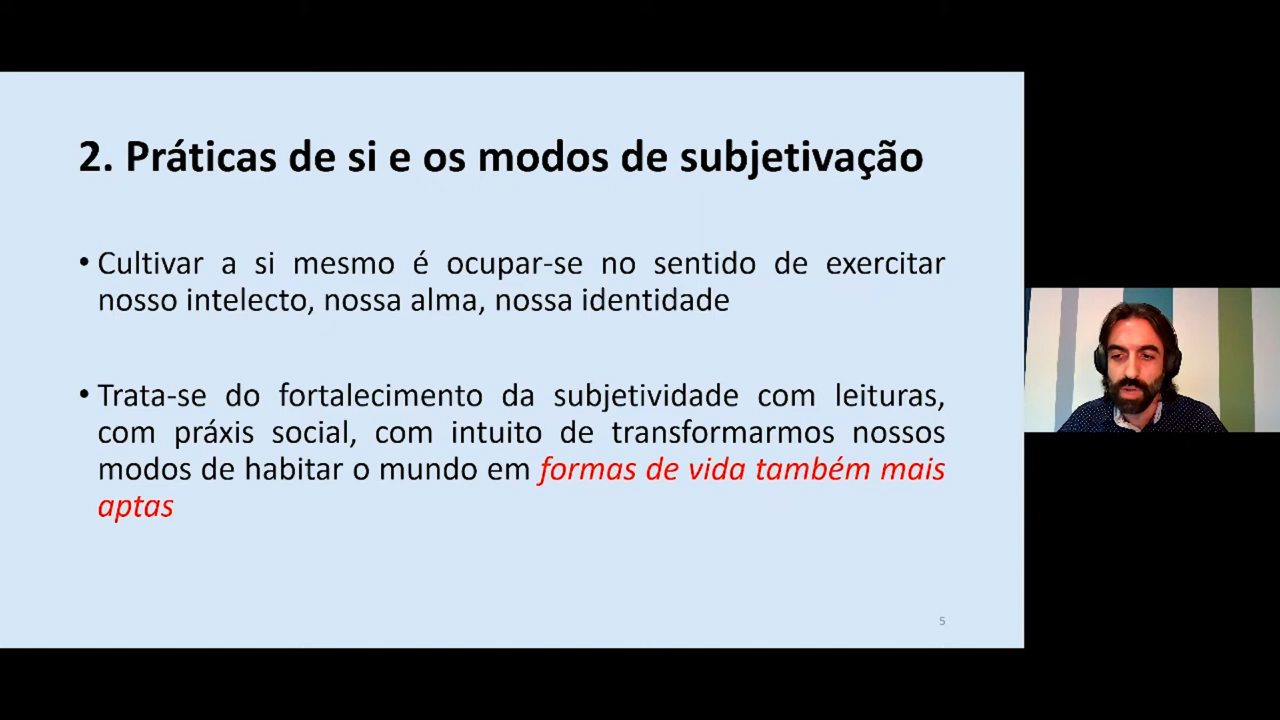 2. Práticas de si e os modos de subjetivação
• Cultivar a si mesmo é ocupar-se no sentido de exercitar
nosso intelecto, nossa alma, nossa identidade
• Trata-se do fortalecimento da subjetividade com leituras,
com práxis social, com intuito de transformarmos nossos
modos de habitar o mundo em formas de vida também mais
aptas
5